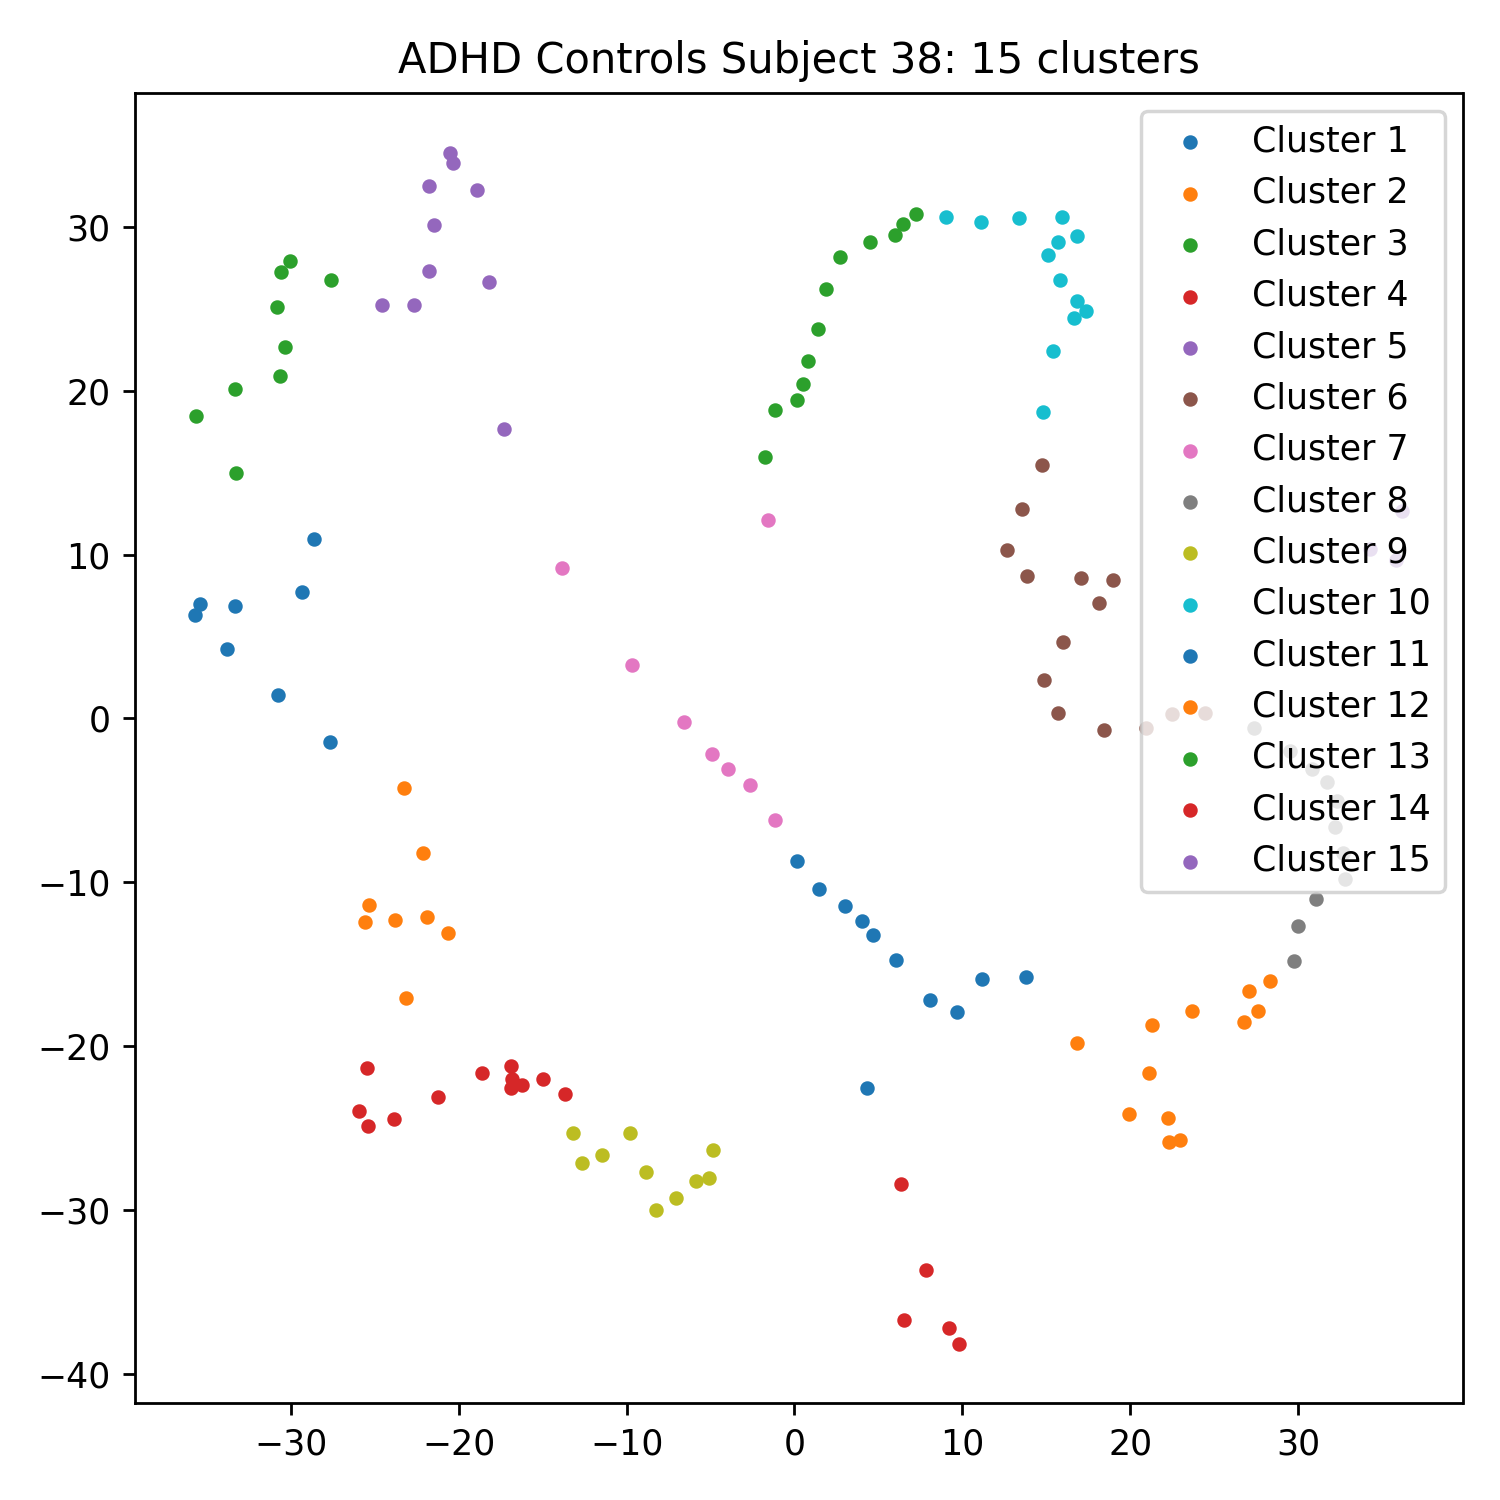 ADHD Controls Subject 38: 15 clusters
Cluster 1
Cluster 2
Cluster 3
Cluster 4
Cluster 5
Cluster 6
Cluster 7
Cluster 8
Cluster 9
Cluster 10
Cluster 11
Cluster 12
Cluster 13
Cluster 14
Cluster 15
30
20
10
0
−10
−20
−30
−40
−30 −20 −10 0 10 20 30